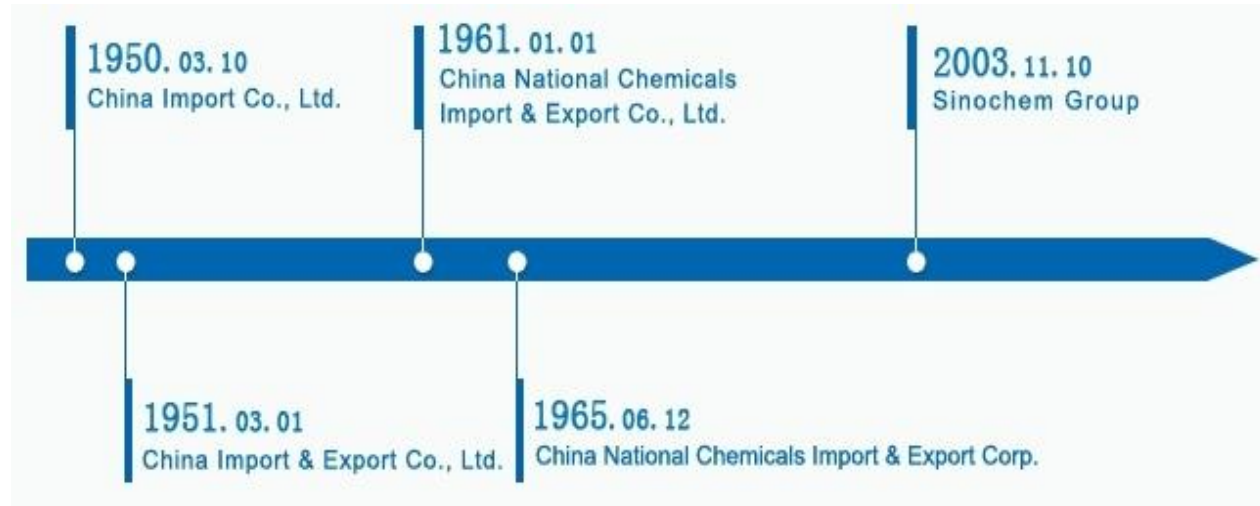 1950. 03. 10
China Import Co., Ltd.
1961. 01. 01
China National Chemicals
Import & Export Co., Ltd.
2003. 11. 10
Sinochem Group
1951. 03. 01
China Import & Export Co., Ltd.
1965. 06. 12
China National Chemicals Import & Export Corp.